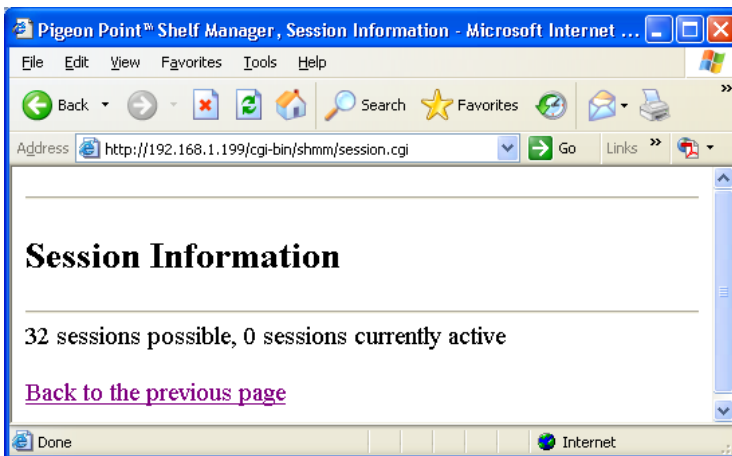 Pigeon Point™ Shelf Manager, Session Information - Microsoft Internet ...
File Edit View Favorites Tools Help
Back Search Favorites »
Address http://192.168.1.199/cgi-bin/shmm/session.cgi Go Links »
Session Information
32 sessions possible, 0 sessions currently active
Back to the previous page
Done Internet